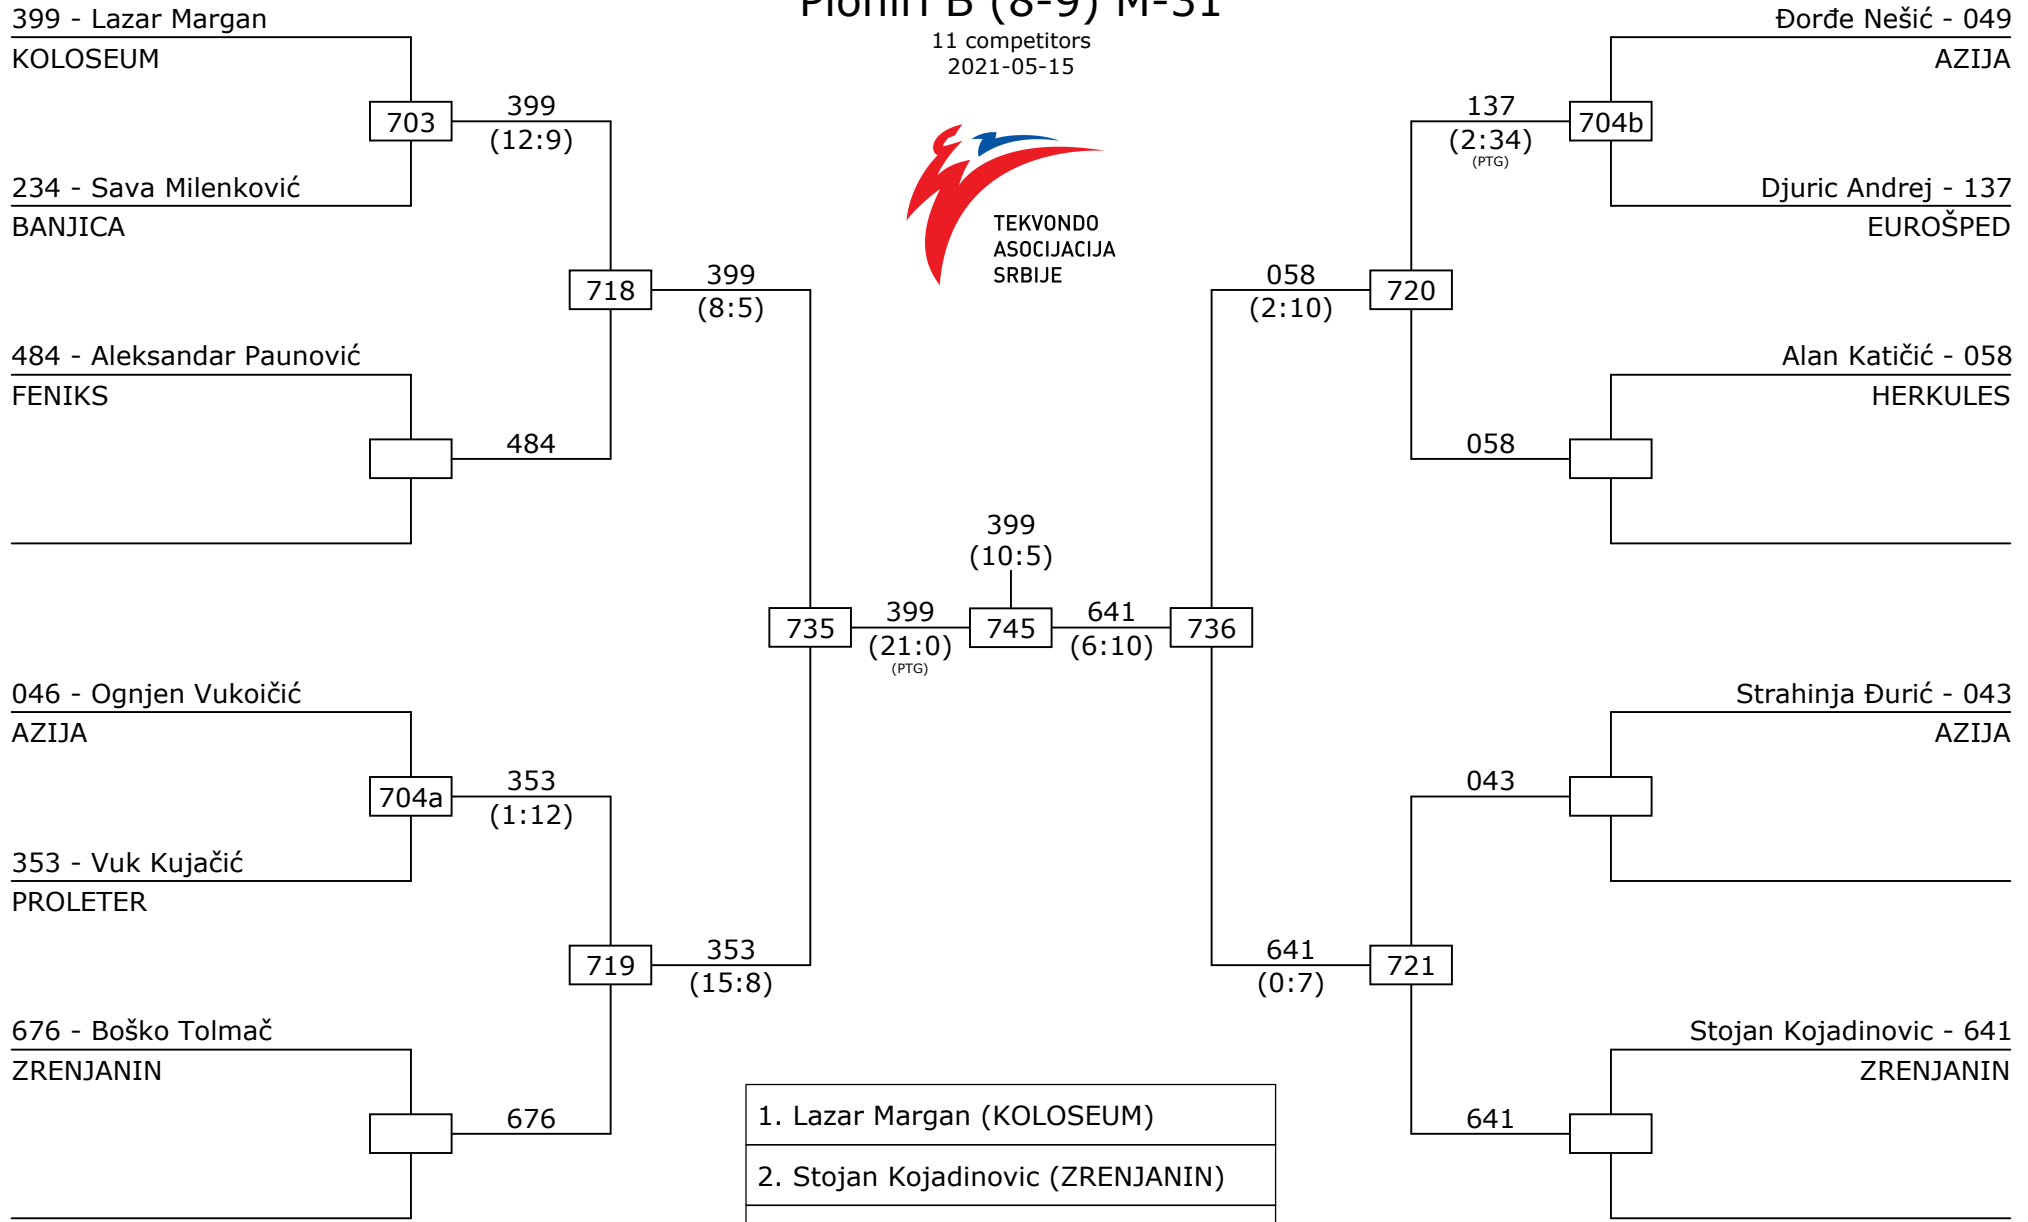 Pioniri B (8-9) M-31
11 competitors
2021-05-15
TEKVONDO
ASOCIJACIJA
SRBIJE
399 - Lazar Margan
KOLOSEUM
703
399
(12:9)
234 - Sava Milenković
BANJICA
718
399
(8:5)
484 - Aleksandar Paunović
FENIKS
484
046 - Ognjen Vukoičić
AZIJA
704a
353
(1:12)
353 - Vuk Kujačić
PROLETER
719
353
(15:8)
676 - Boško Tolmač
ZRENJANIN
676
735
399
(21:0)
(PTG)
399
(10:5)
745
641
(6:10)
736
Đorđe Nešić - 049
AZIJA
137
(2:34)
(PTG)
704b
Djuric Andrej - 137
EUROŠPED
058
(2:10)
720
Alan Katičić - 058
HERKULES
058
Strahinja Đurić - 043
AZIJA
043
641
(0:7)
721
Stojan Kojadinovic - 641
ZRENJANIN
641
1. Lazar Margan (KOLOSEUM)
2. Stojan Kojadinovic (ZRENJANIN)